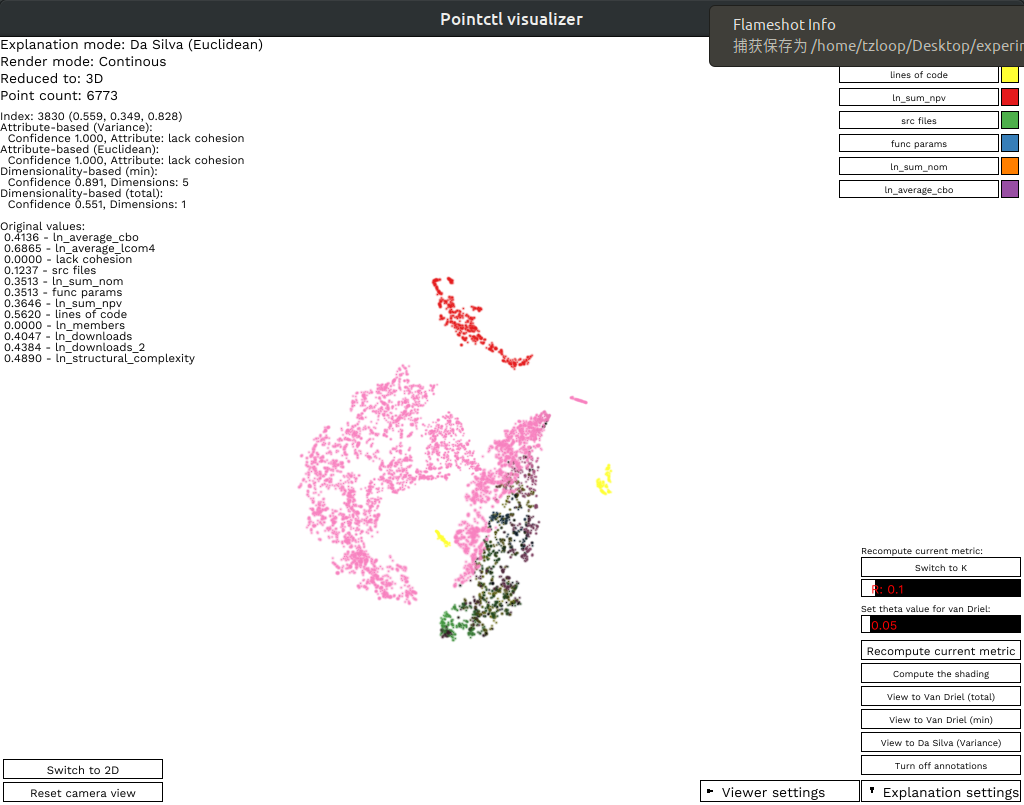 Pointctl visualizer
Flameshot Info
捕获保存为 /home/tzloop/Desktop/experim
Explanation mode: Da Silva (Euclidean)
Render mode: Continous
Reduced to: 3D
Point count: 6773
Index: 3830 (0.559, 0.349, 0.828)
Attribute-based (Variance):
Confidence 1.000, Attribute: lack cohesion
Attribute-based (Euclidean):
Confidence 1.000, Attribute: lack cohesion
Dimensionality-based (min):
Confidence 0.891, Dimensions: 5
Dimensionality-based (total):
Confidence 0.551, Dimensions: 1
Original values:
0.4136 - ln_average_cbo
0.6865 - ln_average_lcom4
0.0000 - lack cohesion
0.1237 - src files
0.3513 - ln_sum_nom
0.3513 - func params
0.3646 - ln_sum_npv
0.5620 - lines of code
0.0000 - ln_members
0.4047 - ln_downloads
0.4384 - ln_downloads_2
0.4890 - ln_structural_complexity
lines of code
ln_sum_npv
src files
func params
ln_sum_nom
ln_average_cbo
Recompute current metric:
Switch to K
R: 0.1
Set theta value for van Driel:
0.05
Recompute current metric
Compute the shading
View to Van Driel (total)
View to Van Driel (min)
View to Da Silva (Variance)
Turn off annotations
Switch to 2D
Reset camera view
Viewer settings
Explanation settings